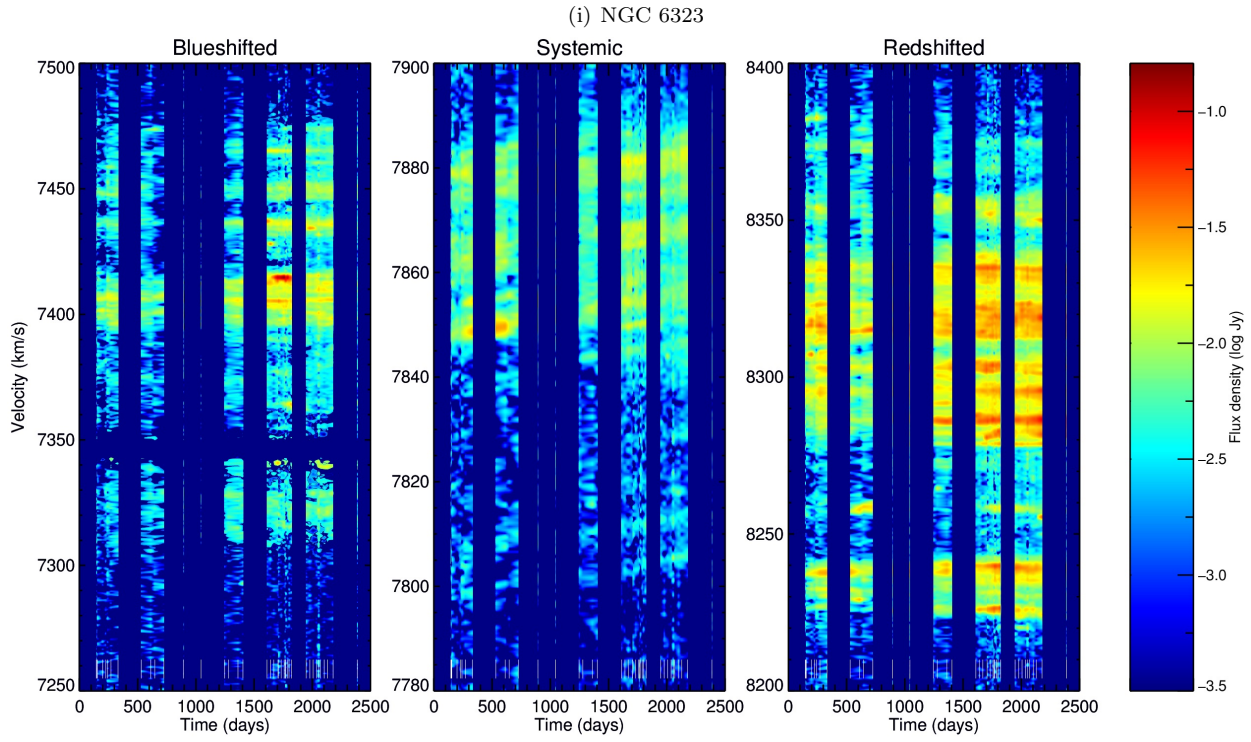 (i) NGC 6323
Blueshifted
Systemic
Redshifted
Velocity (km/s)
7500
7450
7400
7350
7300
7250
0 500 1000 1500 2000 2500
Time (days)
7900
7880
7860
7840
7820
7800
7780
0 500 1000 1500 2000 2500
Time (days)
8400
8350
8300
8250
8200
0 500 1000 1500 2000 2500
Time (days)
-1.0
-1.5
-2.0
-2.5
-3.0
-3.5
Flux density (log Jy)